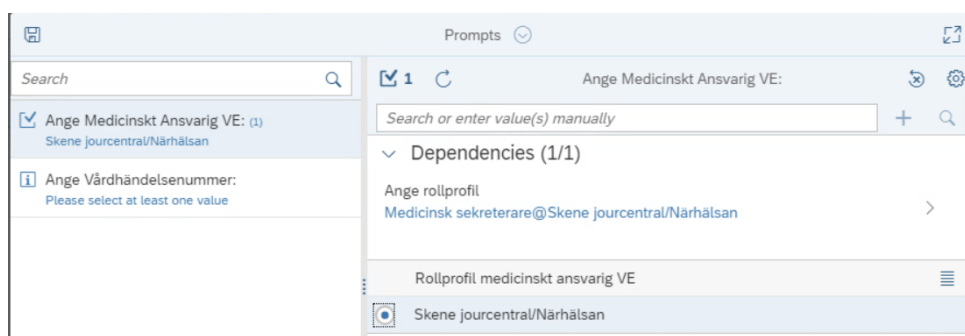 Prompts
Search
Ange Medicinskt Ansvarig VE: (1)
Skene jourcentral/Närhälsan
Ange Vårdhändelsenummer:
Please select at least one value
1
Ange Medicinskt Ansvarig VE:
Search or enter value(s) manually
Dependencies (1/1)
Ange rollprofil
Medicinsk sekreterare@Skene jourcentral/Närhälsan
Rollprofil medicinskt ansvarig VE
Skene jourcentral/Närhälsan